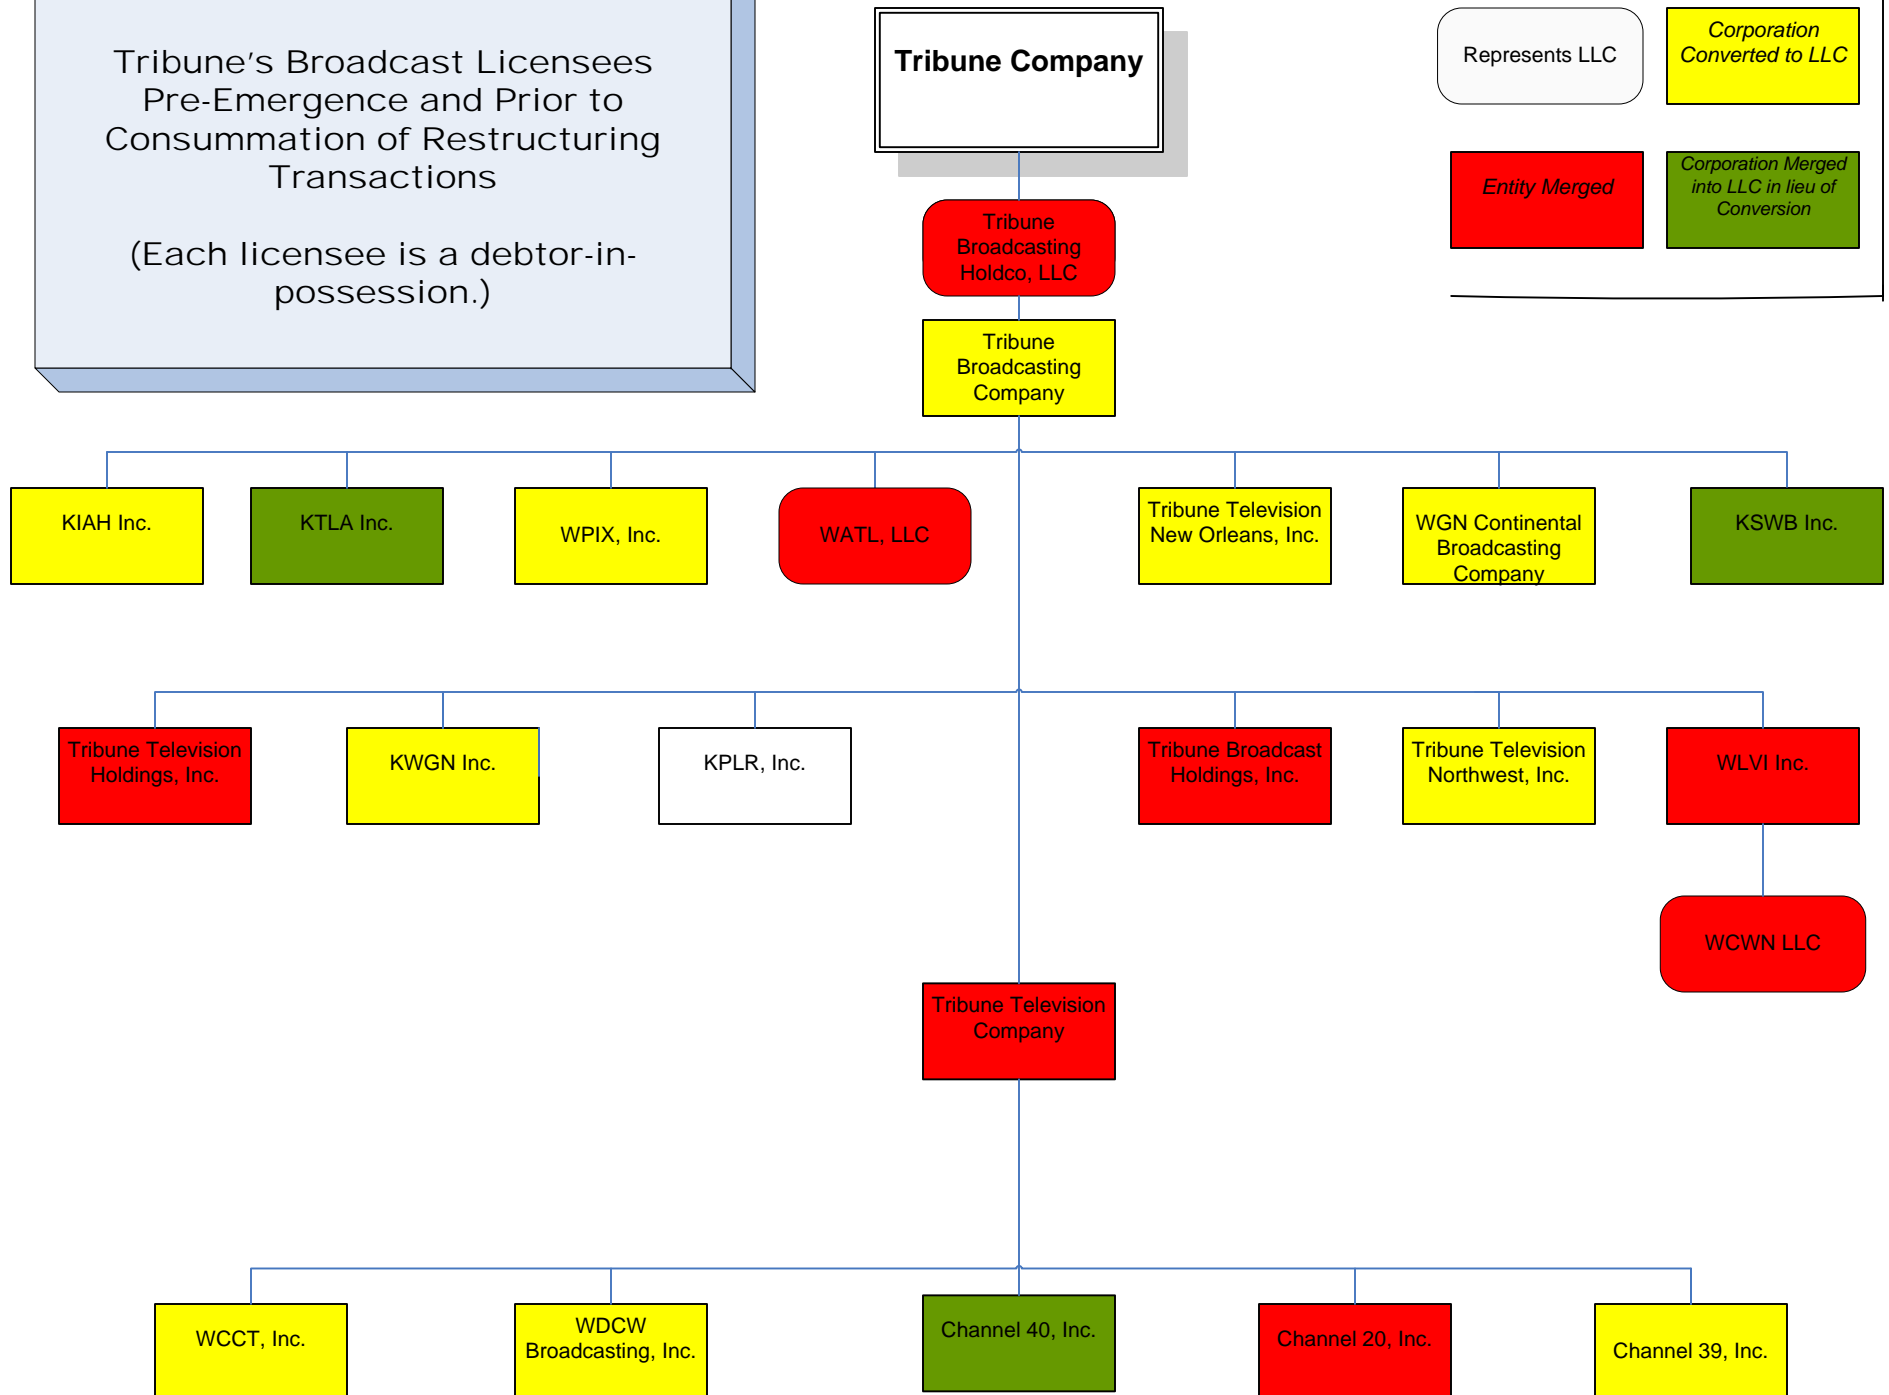 Tribune's Broadcast Licensees
Pre-Emergence and Prior to
Consummation of Restructuring
Transactions
(Each licensee is a debtor-in-
possession.)
Tribune Company
Represents LLC
Corporation
Converted to LLC
Entity Merged
Corporation Merged
into LLC in lieu of
Conversion
Tribune
Broadcasting
Holdco, LLC
Tribune
Broadcasting
Company
KIAH Inc.
KTLA Inc.
WPIX, Inc.
WATL, LLC
Tribune Television
New Orleans, Inc.
WGN Continental
Broadcasting
Company
KSWB Inc.
Tribune Television
Holdings, Inc.
KWGN Inc.
KPLR, Inc.
Tribune Broadcast
Holdings, Inc.
Tribune Television
Northwest, Inc.
WLVI Inc.
WCWN LLC
Tribune Television
Company
WCCT, Inc.
WDCW
Broadcasting, Inc.
Channel 40, Inc.
Channel 20, Inc.
Channel 39, Inc.